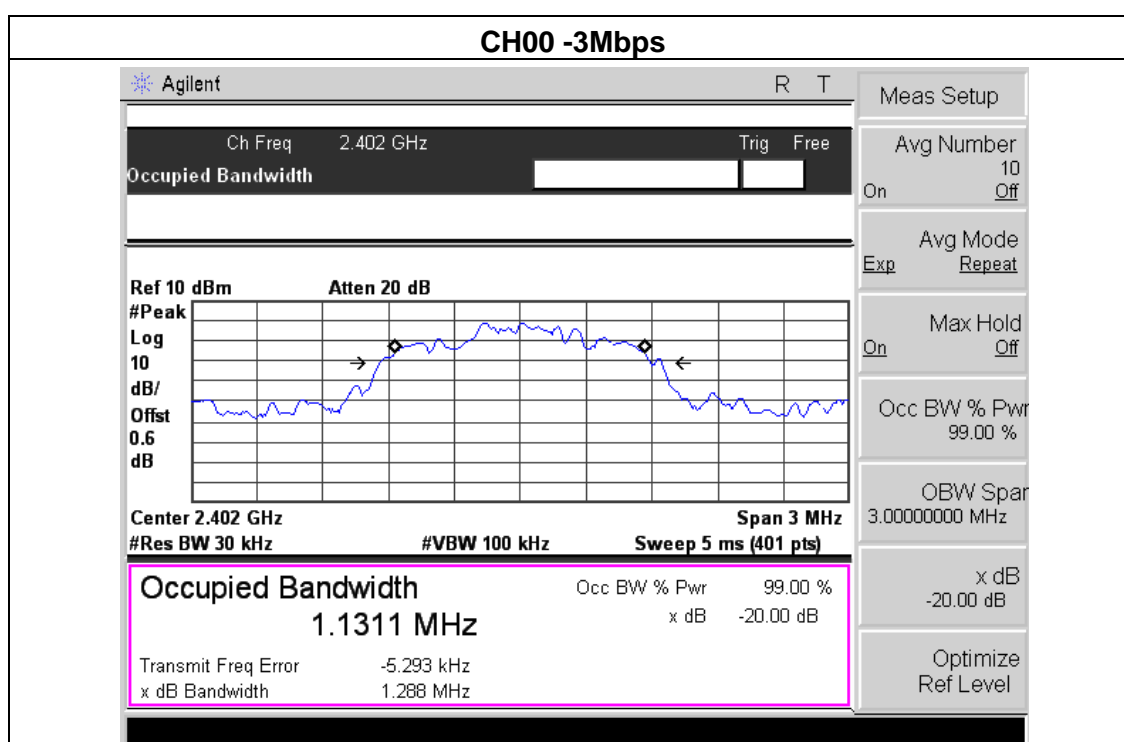 CH00 -3Mbps
Agilent R T
Ch Freq 2.402 GHz Trig Free
Occupied Bandwidth
Ref 10 dBm Atten 20 dB
#Peak
Log
10
dB/
Offst
0.6
dB
Center 2.402 GHz Span 3 MHz
#Res BW 30 kHz #VBW 100 kHz Sweep 5 ms (401 pts)
Occupied Bandwidth Occ BW % Pwr 99.00 %
1.1311 MHz x dB -20.00 dB
Transmit Freq Error -5.293 kHz
x dB Bandwidth 1.288 MHz
Meas Setup
Avg Number
10
On Off
Avg Mode
Exp Repeat
Max Hold
On Off
Occ BW % Pwr
99.00 %
OBW Span
3.00000000 MHz
x dB
-20.00 dB
Optimize
Ref Level